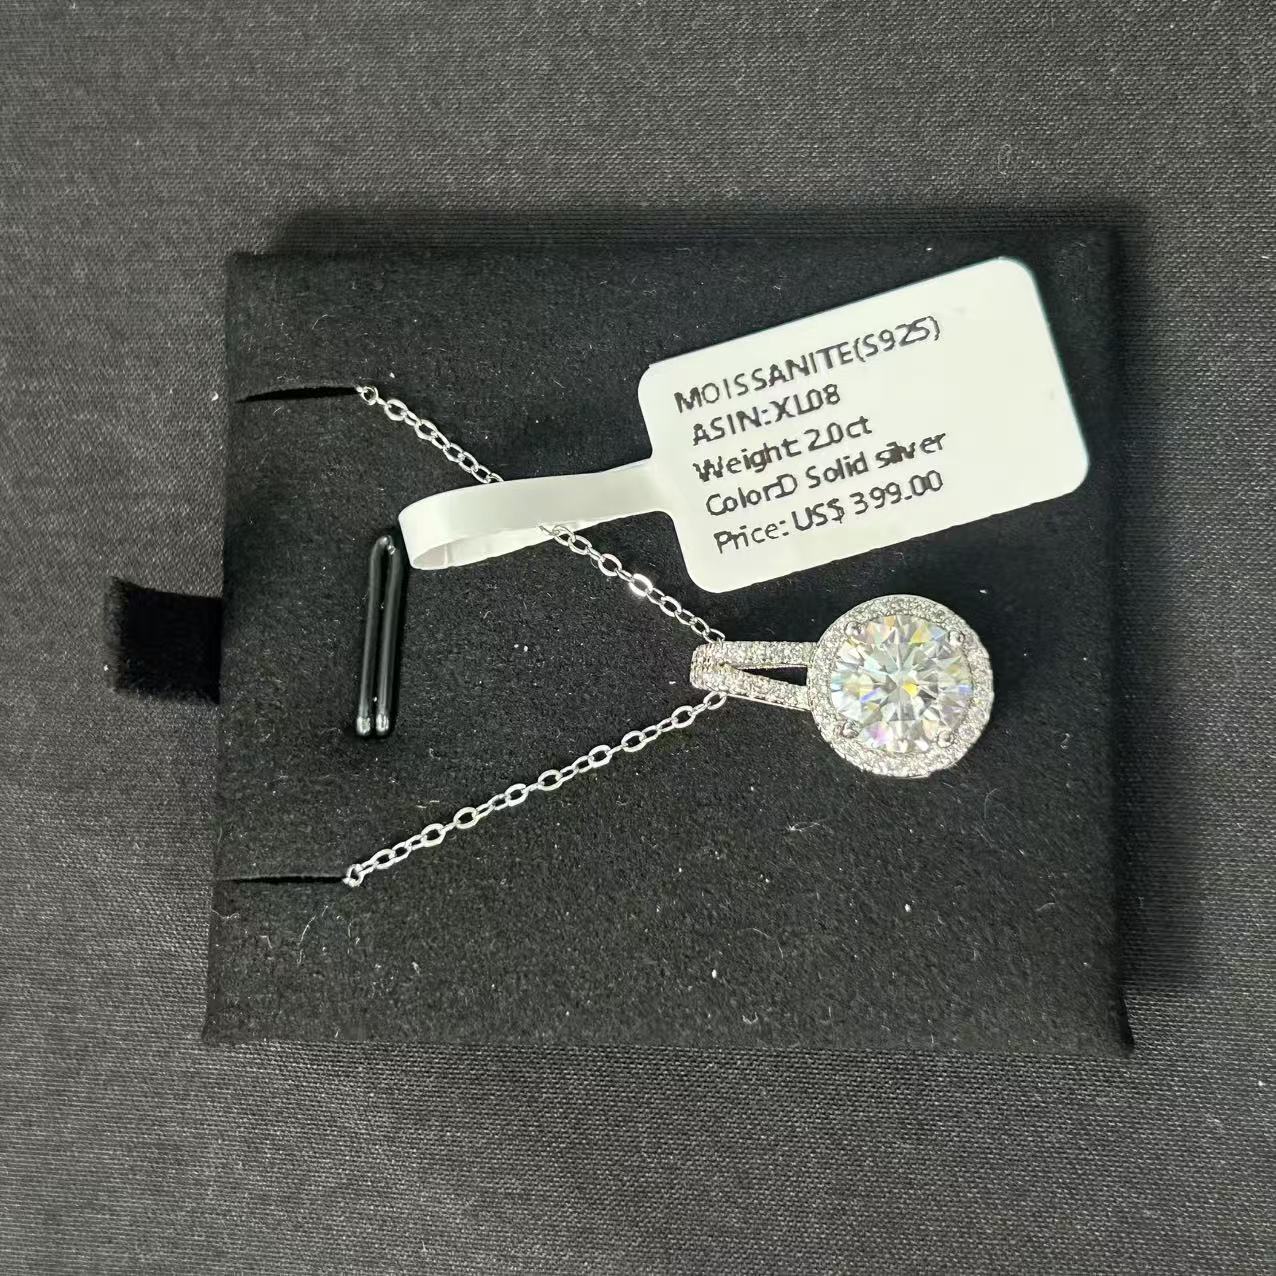 MOISSANITE(S925)
ASIN:XL08
Weight: 2.0ct
Color:D Solid silver
Price: US$ 399.00